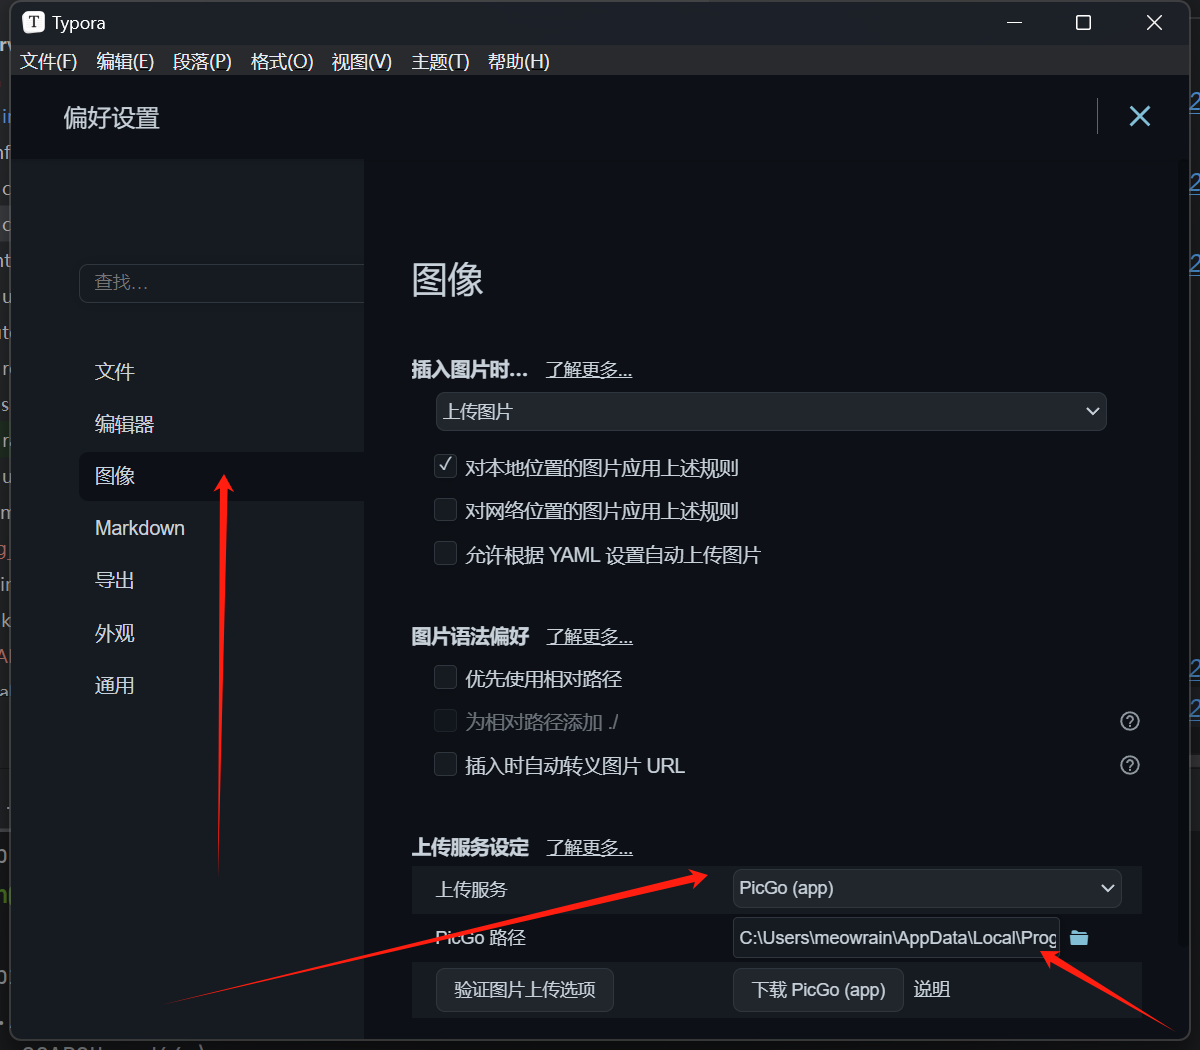 T Typora
文件(F) 编辑(E) 段落(P) 格式(O) 视图(V) 主题(T) 帮助(H)
偏好设置
查找…
文件
编辑器
图像
Markdown
导出
外观
通用
图像
插入图片时... 了解更多...
上传图片
对本地位置的图片应用上述规则
对网络位置的图片应用上述规则
允许根据 YAML 设置自动上传图片
图片语法偏好 了解更多...
优先使用相对路径
为相对路径添加 ./
插入时自动转义图片 URL
上传服务设定 了解更多...
上传服务 PicGo (app)
PicGo 路径 C:\Users\meowrain\AppData\Local\Prog
验证图片上传选项 下载 PicGo (app) 说明